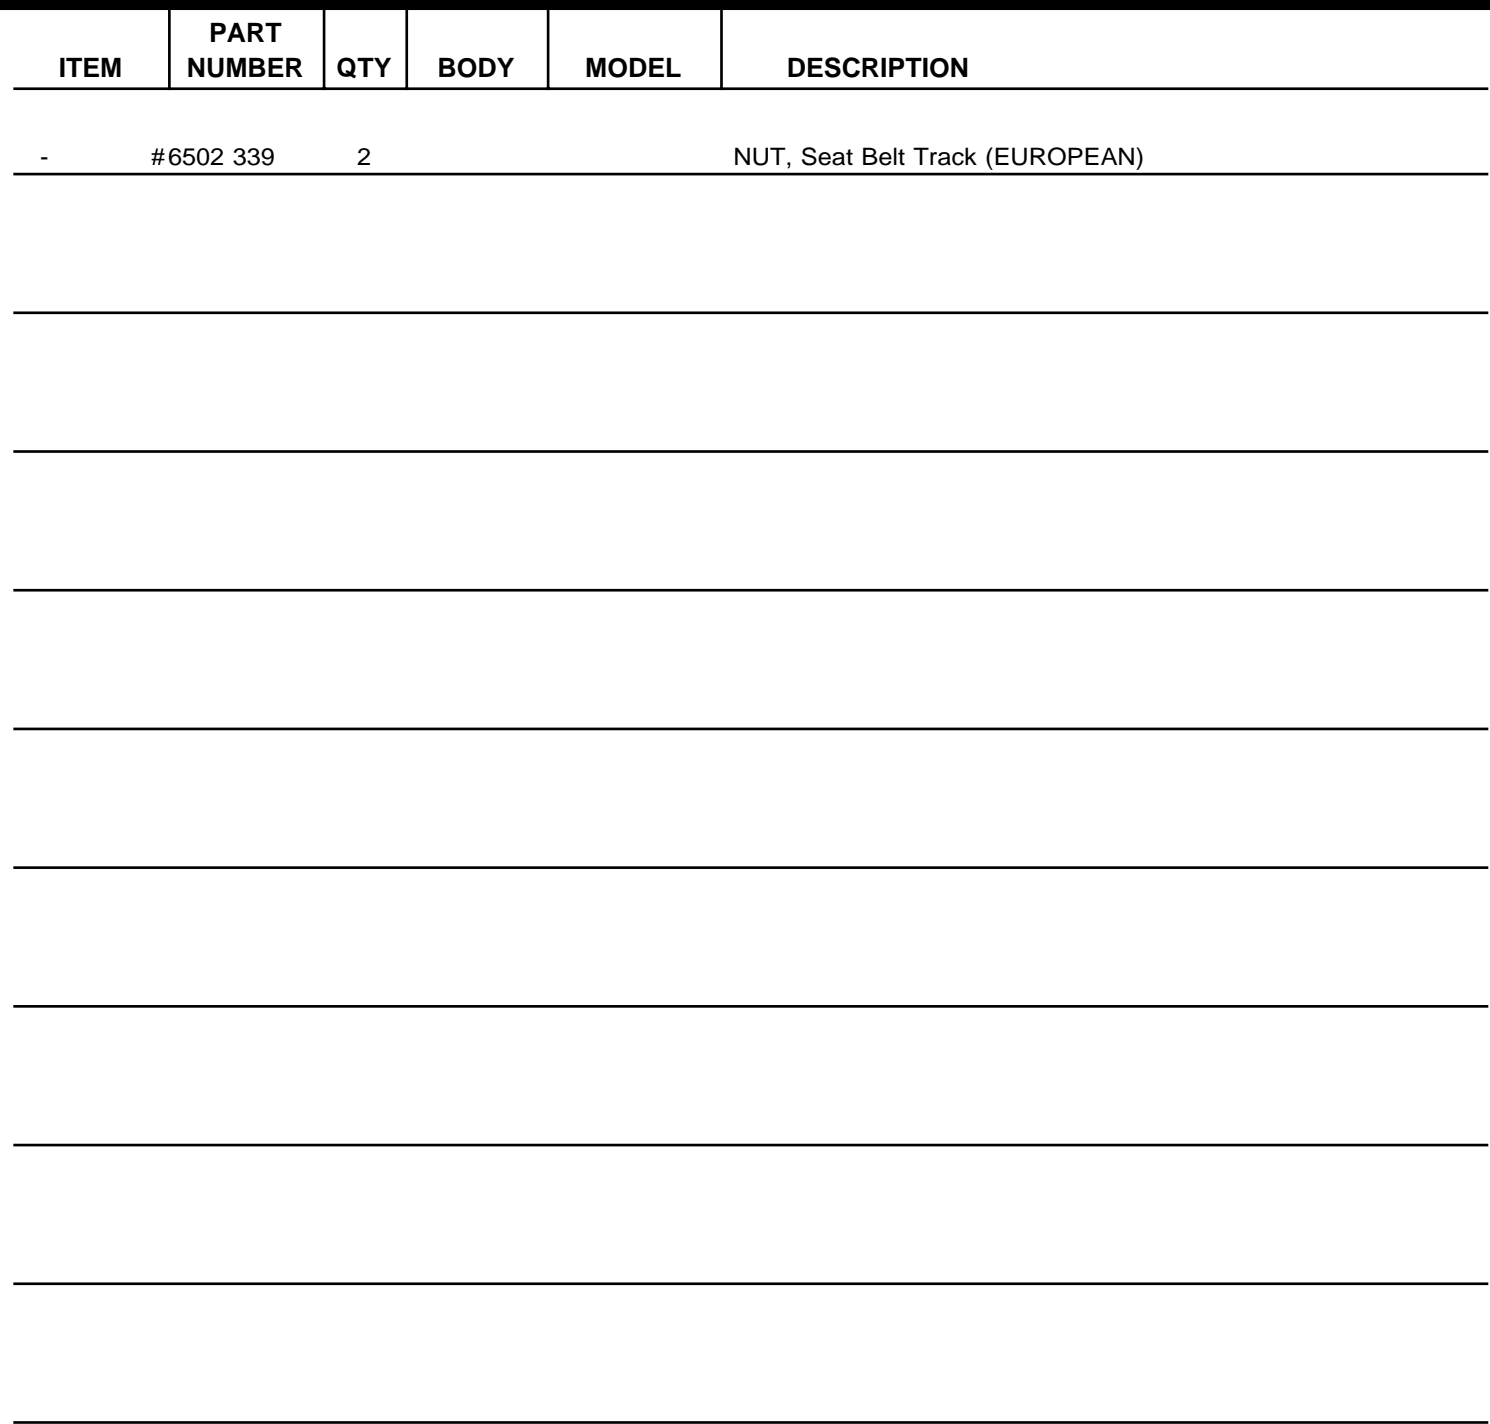 PART
ITEM NUMBER QTY BODY MODEL DESCRIPTION
- #6502 339 2 NUT, Seat Belt Track (EUROPEAN)